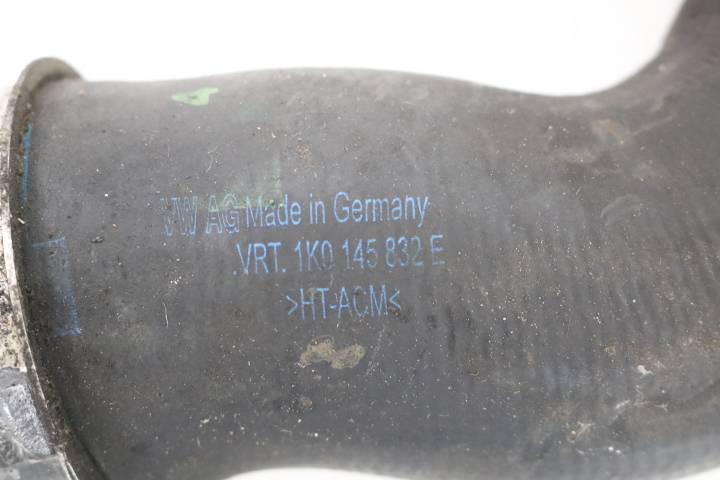 VW AG Made in Germany
.VRT. 1K0 145 832 E
>HT-ACM<